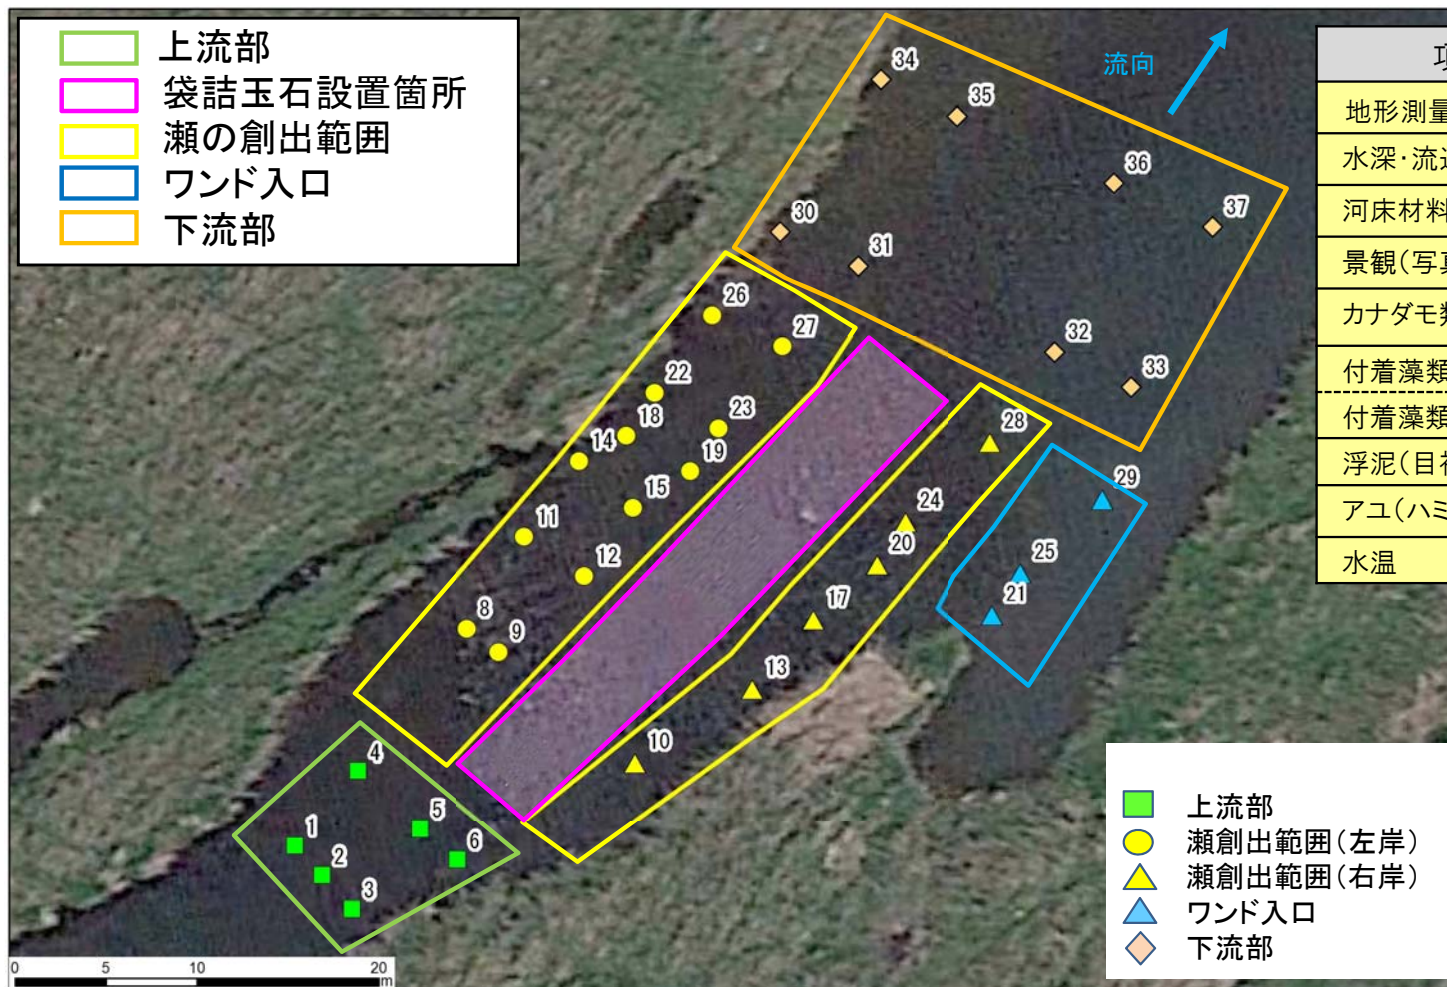 上流部
袋詰玉石設置箇所
瀬の創出範囲
ワンド入口
下流部
流向
34
35
36
37
30
31
32
33
26
27
22
23
18
19
14
15
11
12
8
9
28
24
20
17
13
10
29
25
21
4
5
6
1
2
3
地形測量
水深・流
河床材料
景観(写
カナダモ
付着藻類
付着藻類
浮泥(目
アユ(ハミ
水温
上流部
瀬創出範囲(左岸)
瀬創出範囲(右岸)
ワンド入口
下流部
0 5 10 20
m